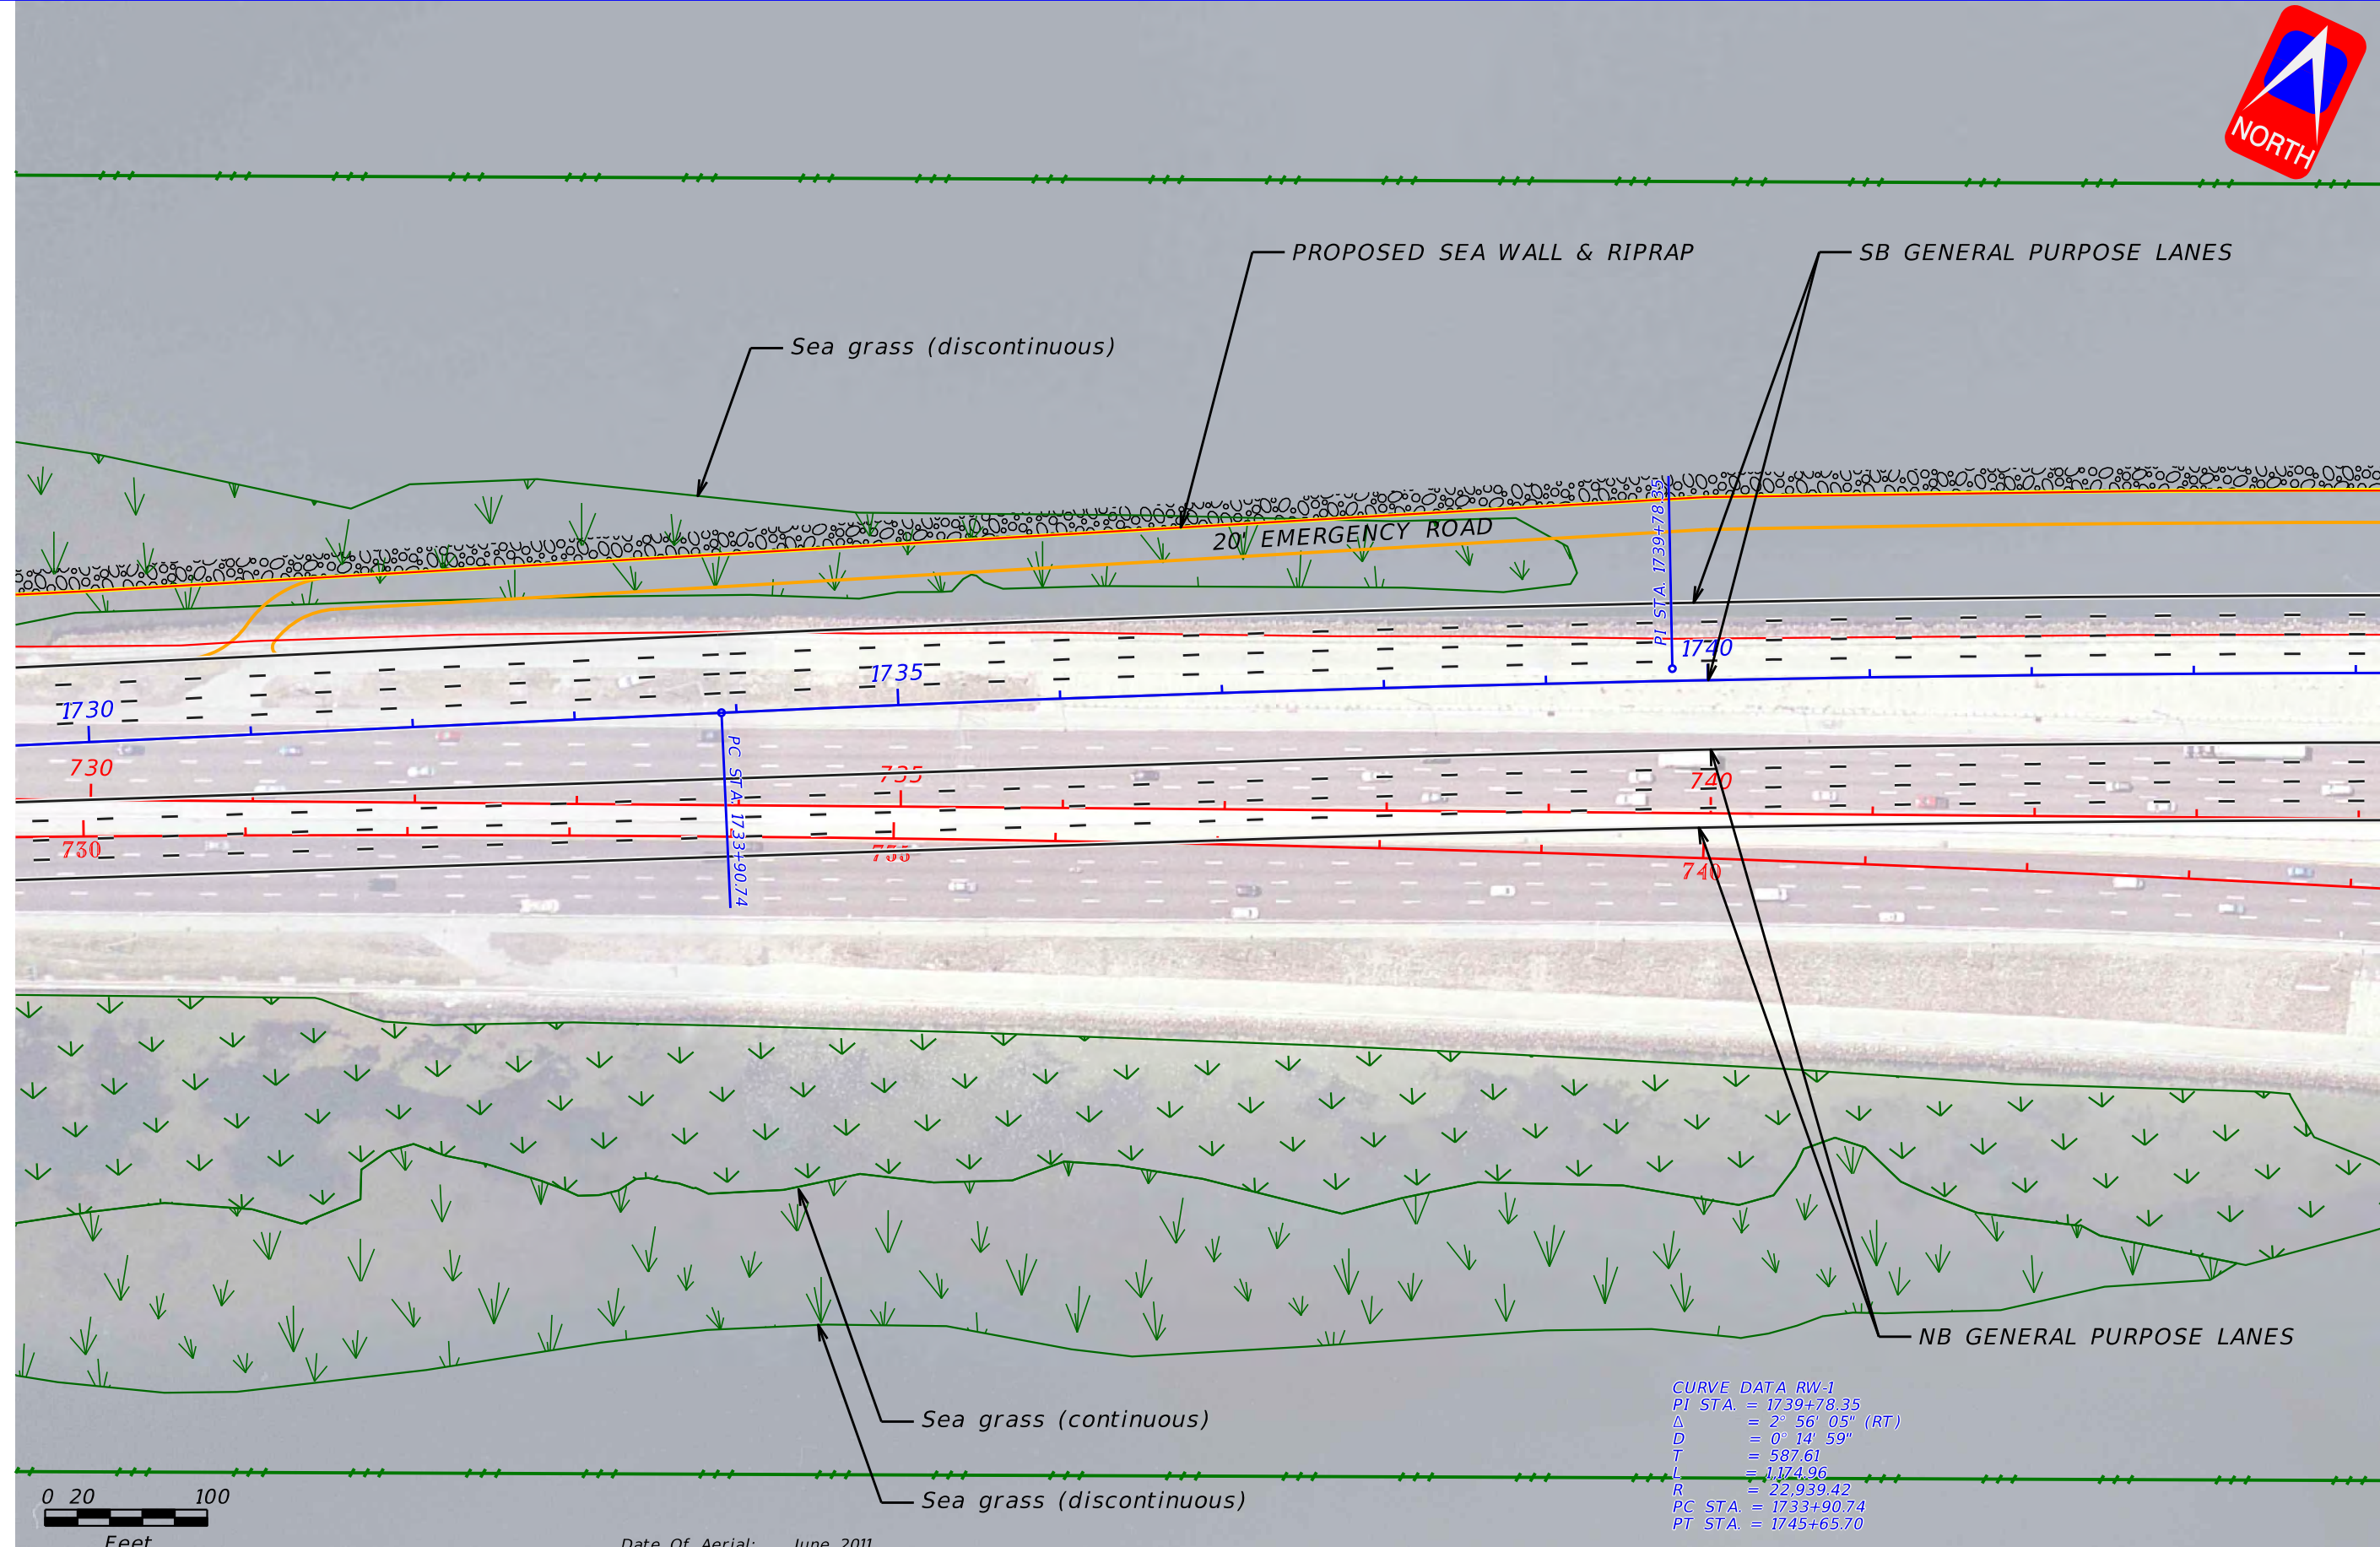 NORTH
PROPOSED SEA WALL & RIPRAP
SB GENERAL PURPOSE LANES
Sea grass (discontinuous)
20' EMERGENCY ROAD
PI STA. 1739+78.35
1730
1735
1740
PC STA. 1733+90.74
730
735
740
730
735
740
NB GENERAL PURPOSE LANES
Sea grass (continuous)
Sea grass (discontinuous)
CURVE DATA RW-1
PI STA. = 1739+78.35
Δ = 2° 56' 05" (RT)
D = 0° 14' 59"
T = 587.61
L = 1,174.96
R = 22,939.42
PC STA. = 1733+90.74
PT STA. = 1745+65.70
0 20 100
Feet
Date Of Aerial: June 2011